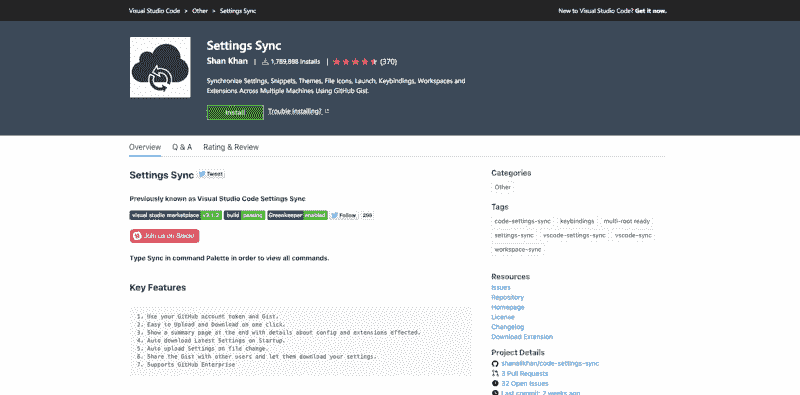 Visual Studio Code > Other > Settings Sync
New to Visual Studio Code? Get it now.
Settings Sync
Shan Khan | 1,789,888 installs | (370)
Synchronize Settings, Snippets, Themes, File Icons, Launch, Keybindings, Workspaces and
Extensions Across Multiple Machines Using GitHub Gist.
Install
Trouble Installing?
Overview Q & A Rating & Review
Settings Sync Tweet
Previously known as Visual Studio Code Settings Sync
visual studio marketplace v3.1.2 build passing Greenkeeper enabled Follow 298
Join us on Slack!
Type Sync in command Palette in order to view all commands.
Key Features
1. Use your GitHub account token and Gist.
2. Easy to Upload and Download on one click.
3. Show a summary page at the end with details about config and extensions effected.
4. Auto download Latest Settings on Startup.
5. Auto upload Settings on file change.
6. Share the Gist with other users and let them download your settings.
7. Supports GitHub Enterprise
Categories
Other
Tags
code-settings-sync keybindings multi-root ready
settings-sync vscode-settings-sync vscode-sync
workspace-sync
Resources
Issues
Repository
Homepage
License
Changelog
Download Extension
Project Details
shanalikhan/code-settings-sync
3 Pull Requests
32 Open Issues
Last commit: 2 weeks ago